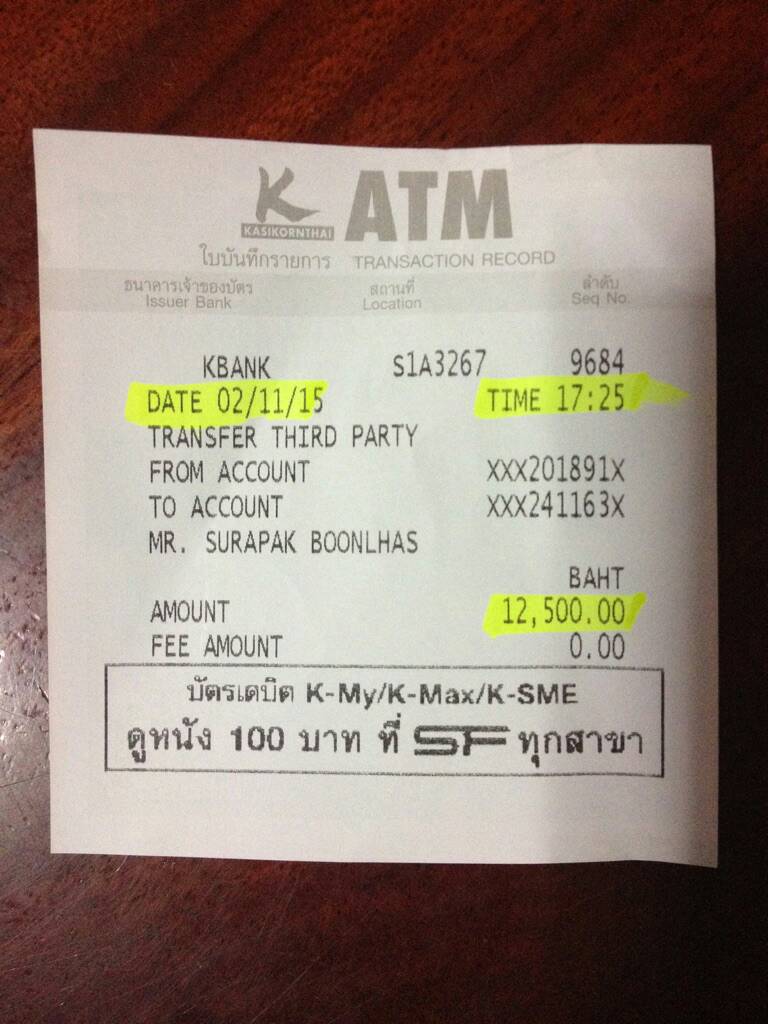 K ATM
KASIKORNTHAI
ใบบันทึกรายการ TRANSACTION RECORD
ธนาคารเจ้าของบัตร สถานที่ ลำดับ
Issuer Bank Location Seq No.
KBANK S1A3267 9684
DATE 02/11/15 TIME 17:25
TRANSFER THIRD PARTY
FROM ACCOUNT XXX201891X
TO ACCOUNT XXX241163X
MR. SURAPAK BOONLHAS
BAHT
AMOUNT 12,500.00
FEE AMOUNT 0.00
บัตรเดบิต K-My/K-Max/K-SME
ดูหนัง 100 บาท ที่ SF ทุกสาขา